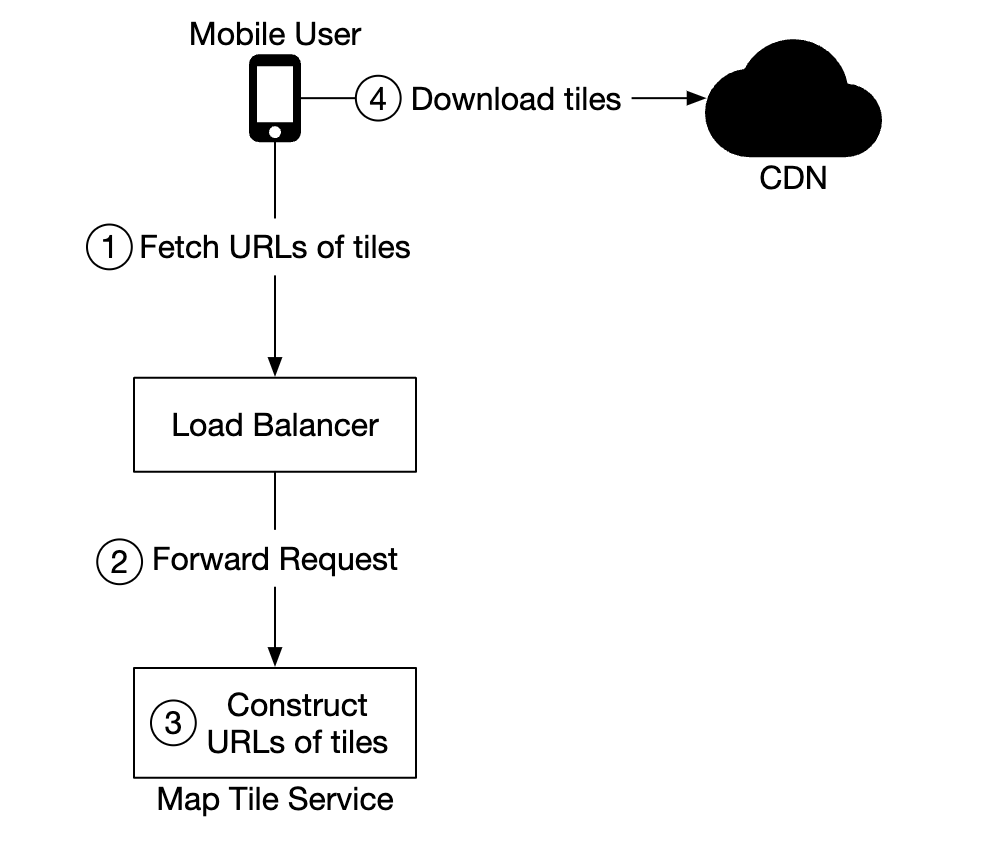 Mobile User
4 Download tiles
CDN
1 Fetch URLs of tiles
Load Balancer
2 Forward Request
3 Construct
URLs of tiles
Map Tile Service